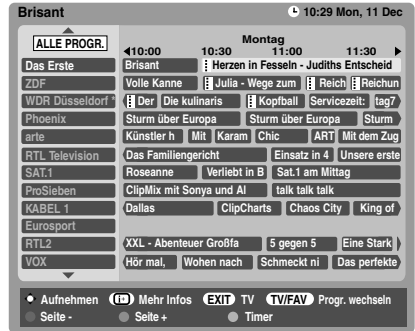 Brisant 10:29 Mon, 11 Dec
ALLE PROGR. Montag
10:00 10:30 11:00 11:30
Das Erste Brisant Herzen in Fesseln - Judiths Entscheid
ZDF Volle Kanne Julia - Wege zum Reich Reichun
WDR Düsseldorf * Der Die kulinaris Kopfball Servicezeit: tag7
Phoenix Sturm über Europa Sturm über Europa Sturm
arte Künstler h Mit Karam Chic ART Mit dem Zug
RTL Television Das Familiengericht Einsatz in 4 Unsere erste
SAT.1 Roseanne Verliebt in B Sat.1 am Mittag
ProSieben ClipMix mit Sonya und Al talk talk talk
KABEL 1 Dallas ClipCharts Chaos City King of
Eurosport
RTL2 XXL - Abenteuer Großfa 5 gegen 5 Eine Stark
VOX Hör mal, Wohen nach Schmeckt ni Das perfekte
Aufnehmen i Mehr Infos EXIT TV TV/FAV Progr. wechseln
Seite - Seite + Timer